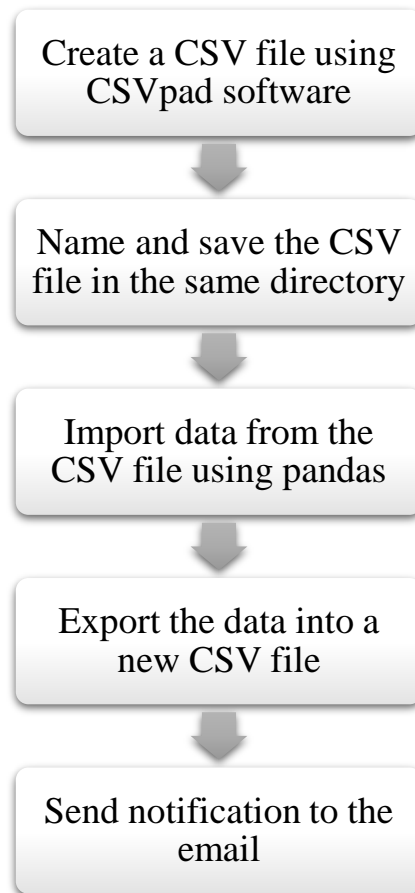 Create a CSV file using
CSVpad software
Name and save the CSV
file in the same directory
Import data from the
CSV file using pandas
Export the data into a
new CSV file
Send notification to the
email